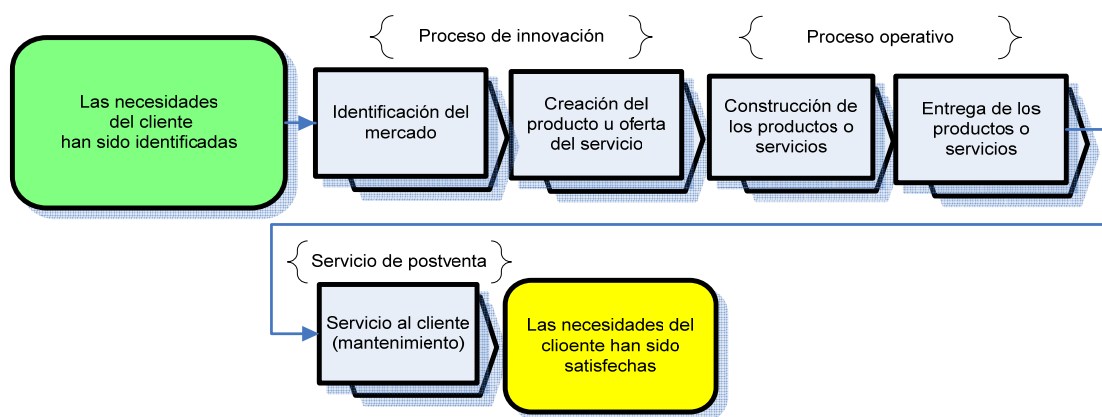 Proceso de innovación
Proceso operativo
Las necesidades
del cliente
han sido identificadas
Identificación del
mercado
Creación del
producto u oferta
del servicio
Construcción de
los productos o
servicios
Entrega de los
productos o
servicios
Servicio de postventa
Servicio al cliente
(mantenimiento)
Las necesidades del
clioente han sido
satisfechas